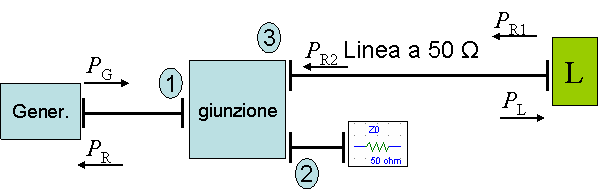 3
P_R2
Linea a 50 Ω
P_R1
L
P_G
1
Gener.
giunzione
P_L
P_R
2
Z0
50 ohm